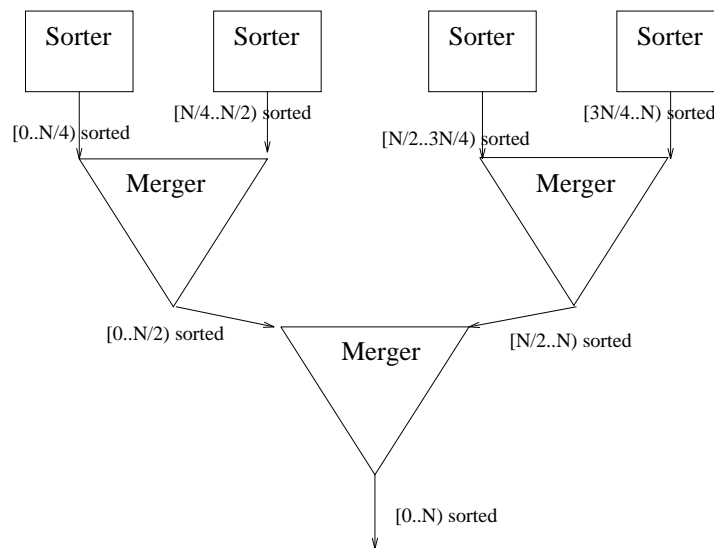 Sorter
Sorter
Sorter
Sorter
[0..N/4) sorted
[N/4..N/2) sorted
[N/2..3N/4) sorted
[3N/4..N) sorted
Merger
Merger
[0..N/2) sorted
[N/2..N) sorted
Merger
[0..N) sorted